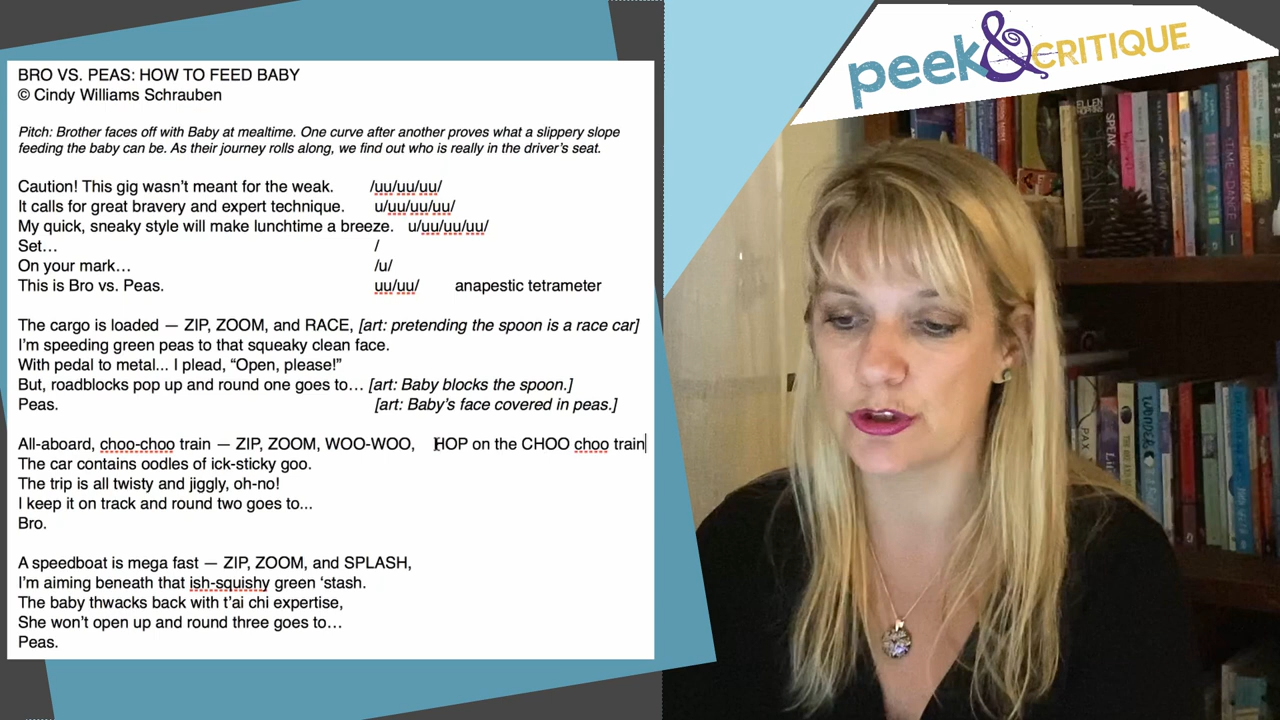 peek & CRITIQUE
BRO VS. PEAS: HOW TO FEED BABY
© Cindy Williams Schrauben
Pitch: Brother faces off with Baby at mealtime. One curve after another proves what a slippery slope
feeding the baby can be. As their journey rolls along, we find out who is really in the driver’s seat.
Caution! This gig wasn’t meant for the weak. /uu/uu/uu/
It calls for great bravery and expert technique. u/uu/uu/uu/
My quick, sneaky style will make lunchtime a breeze. u/uu/uu/uu/
Set… /
On your mark… /u/
This is Bro vs. Peas. uu/uu/ anapestic tetrameter
The cargo is loaded — ZIP, ZOOM, and RACE, [art: pretending the spoon is a race car]
I’m speeding green peas to that squeaky clean face.
With pedal to metal... I plead, “Open, please!”
But, roadblocks pop up and round one goes to… [art: Baby blocks the spoon.]
Peas. [art: Baby’s face covered in peas.]
All-aboard, choo-choo train — ZIP, ZOOM, WOO-WOO, HOP on the CHOO choo train
The car contains oodles of ick-sticky goo.
The trip is all twisty and jiggly, oh-no!
I keep it on track and round two goes to...
Bro.
A speedboat is mega fast — ZIP, ZOOM, and SPLASH,
I’m aiming beneath that ish-squishy green ‘stash.
The baby thwacks back with t’ai chi expertise,
She won’t open up and round three goes to…
Peas.
SPEAK
WONDER
PAX